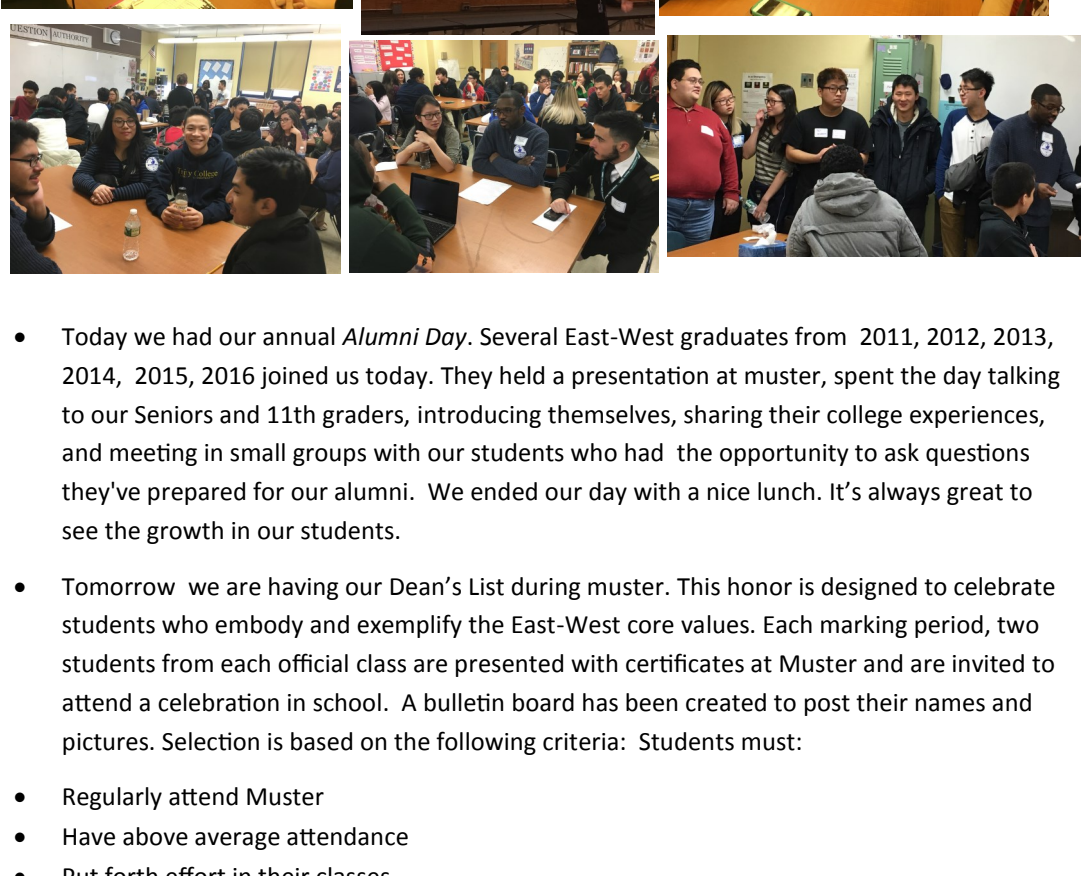 QUESTION AUTHORITY
Trinity College
• Today we had our annual Alumni Day. Several East-West graduates from  2011, 2012, 2013,
2014,  2015, 2016 joined us today. They held a presentation at muster, spent the day talking
to our Seniors and 11th graders, introducing themselves, sharing their college experiences,
and meeting in small groups with our students who had  the opportunity to ask questions
they've prepared for our alumni.  We ended our day with a nice lunch. It’s always great to
see the growth in our students.
• Tomorrow  we are having our Dean’s List during muster. This honor is designed to celebrate
students who embody and exemplify the East-West core values. Each marking period, two
students from each official class are presented with certificates at Muster and are invited to
attend a celebration in school.  A bulletin board has been created to post their names and
pictures. Selection is based on the following criteria:  Students must:
• Regularly attend Muster
• Have above average attendance
• Put forth effort in their classes